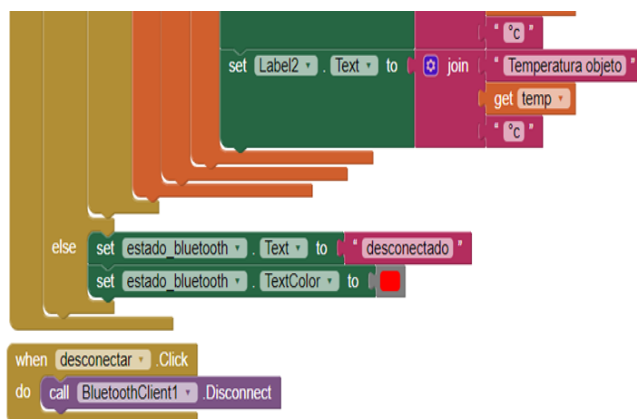 " °c "
set Label2 . Text to join " Temperatura objeto "
get temp
" °c "
else set estado_bluetooth . Text to " desconectado "
set estado_bluetooth . TextColor to
when desconectar .Click
do call BluetoothClient1 .Disconnect